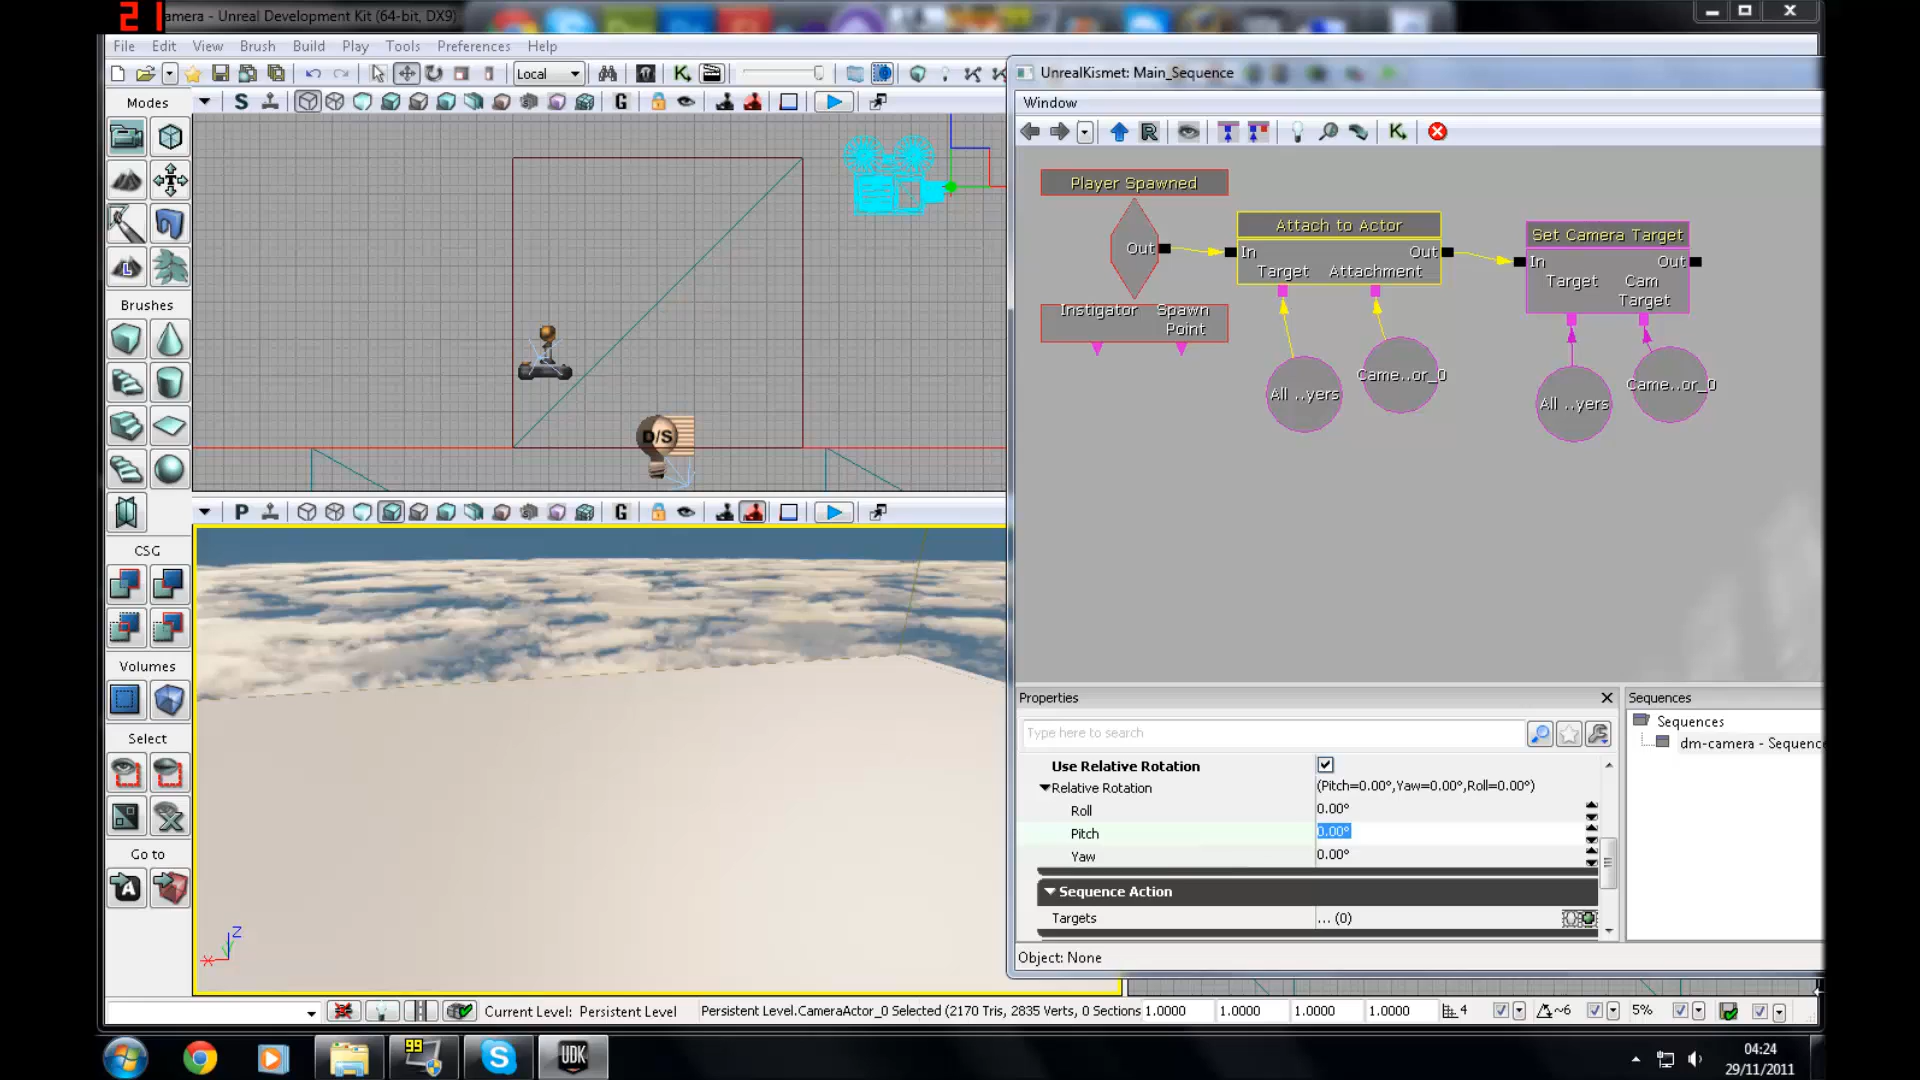 21
amera - Unreal Development Kit (64-bit, DX9)
File Edit View Brush Build Play Tools Preferences Help
Local
UnrealKismet: Main_Sequence
Window
Modes
Brushes
CSG
Volumes
Select
Go to
S
G
P
G
D/S
Z
X
R
K
K
Player Spawned
Out
Instigator Spawn
Point
Attach to Actor
In Out
Target Attachment
All ..yers
Came..or_0
Set Camera Target
In Out
Target Cam
Target
All ..yers
Came..or_0
Properties
Type here to search
Use Relative Rotation
Relative Rotation (Pitch=0.00°,Yaw=0.00°,Roll=0.00°)
Roll 0.00°
Pitch 0.00°
Yaw 0.00°
Sequence Action
Targets ... (0)
Object: None
Sequences
Sequences
dm-camera - Sequence
Current Level: Persistent Level Persistent Level.CameraActor_0 Selected (2170 Tris, 2835 Verts, 0 Sections 1.0000 1.0000 1.0000 1.0000 4 ~6 5%
99
UDK
04:24
29/11/2011